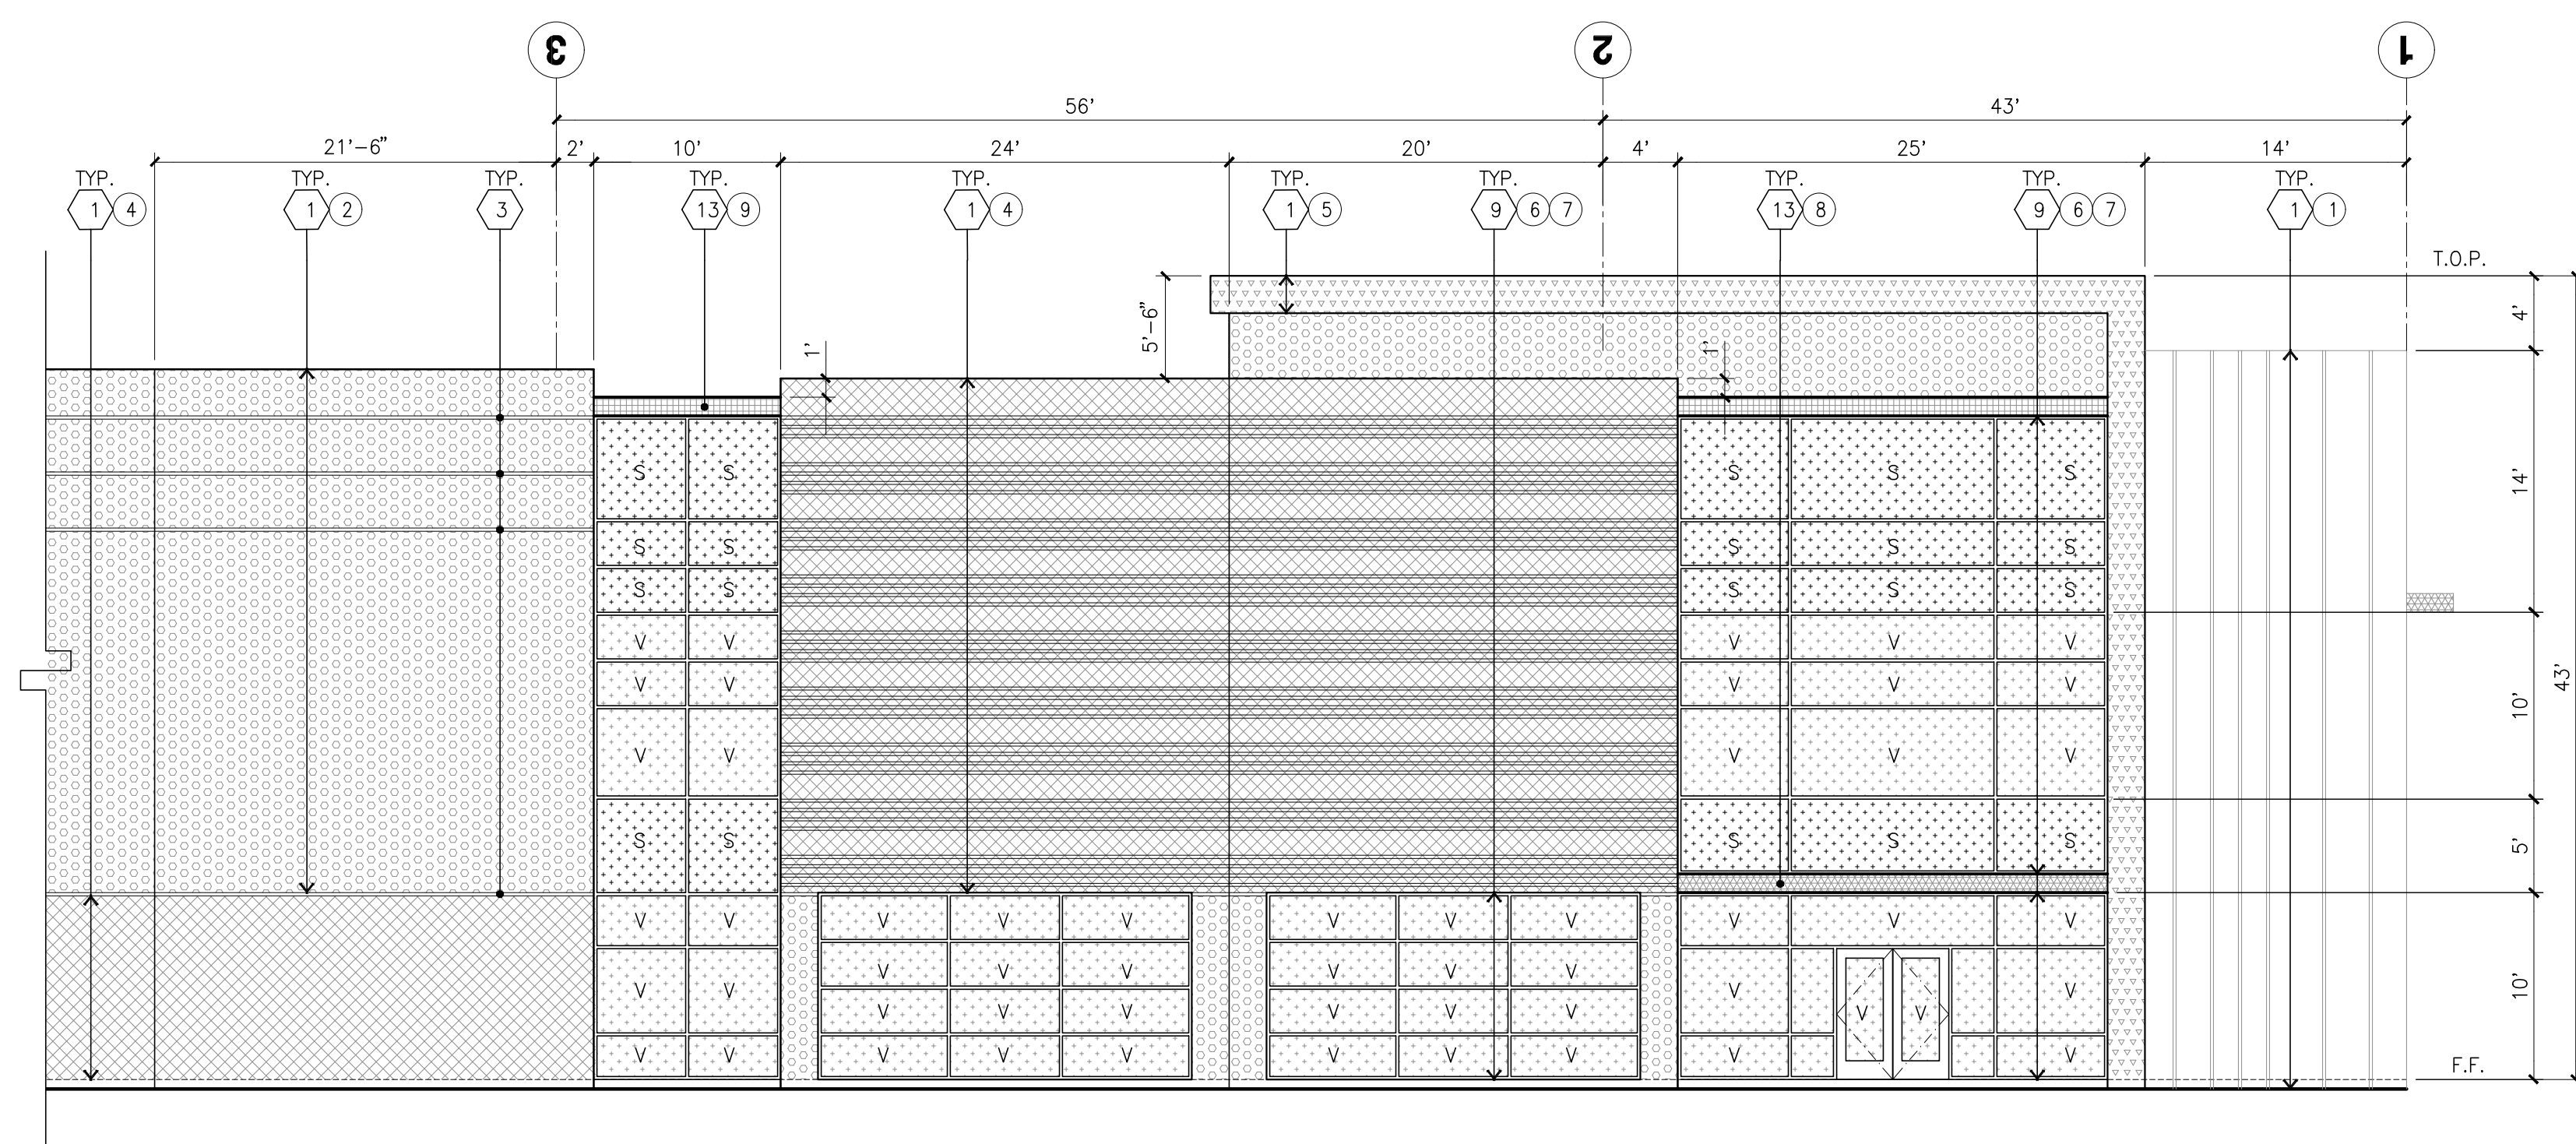 3 2 1
56' 43'
21'-6" 2' 10' 24' 20' 4' 25' 14'
TYP. TYP. TYP. TYP. TYP. TYP. TYP. TYP. TYP. TYP.
1 4 1 2 3 13 9 1 4 1 5 9 6 7 13 8 9 6 7 1 1
T.O.P.
4'
5'-6"
1' 1'
S S S S S 14'
S S S S S
S S S S S
V V V V V
43'
V V V V V 10'
V V V V V
S S S S S 5'
V V V V V V V V V V V
V V V V V V
V V V V V 10'
V V V V V V V V
V V V V V V V V V V
F.F.